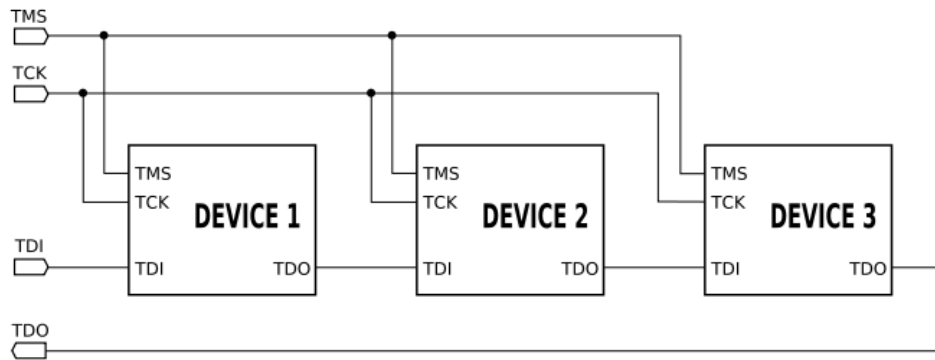 TMS
TCK
TMS
TCK
DEVICE 1
TDI
TDO
TMS
TCK
DEVICE 2
TDI
TDO
TMS
TCK
DEVICE 3
TDI
TDO
TDI
TDO